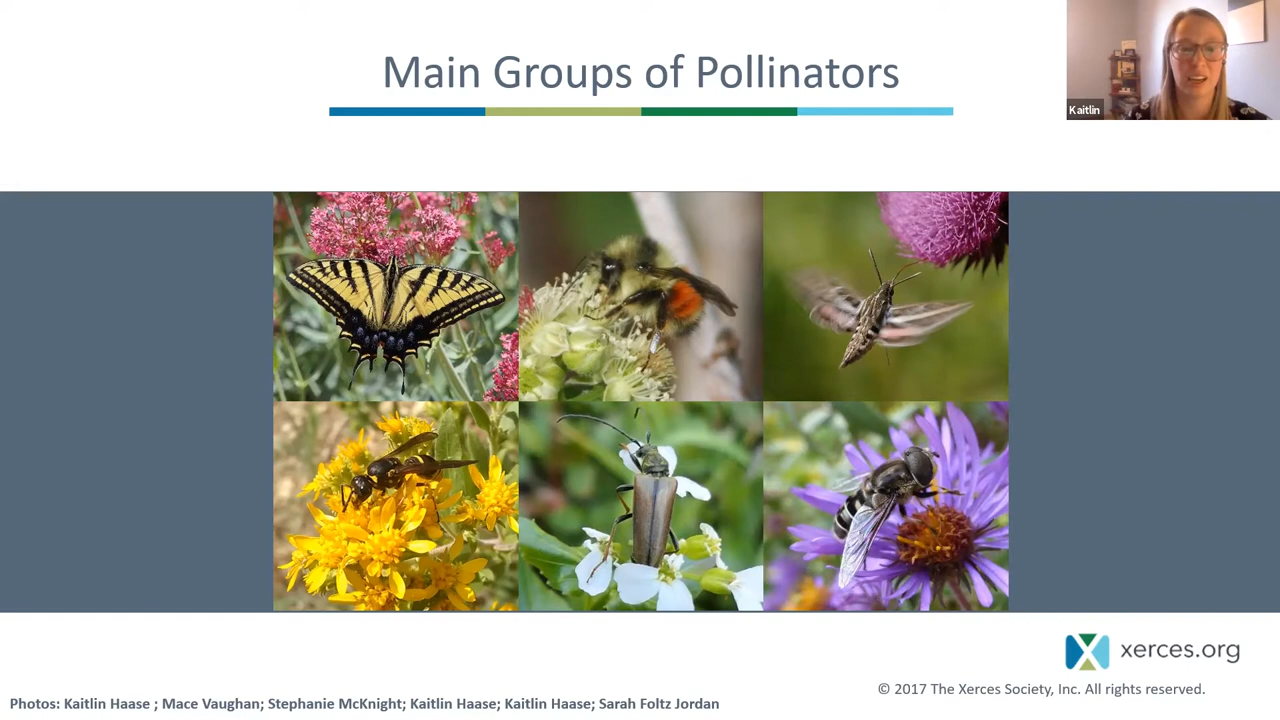 Main Groups of Pollinators
Kaitlin
xerces.org
© 2017 The Xerces Society, Inc. All rights reserved.
Photos: Kaitlin Haase ; Mace Vaughan; Stephanie McKnight; Kaitlin Haase; Kaitlin Haase; Sarah Foltz Jordan